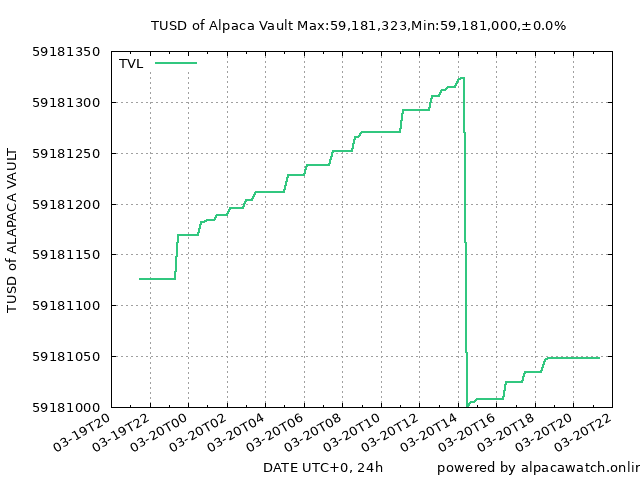 TUSD of Alpaca Vault Max:59,181,323,Min:59,181,000,±0.0%
TVL
59181350
59181300
59181250
59181200
59181150
59181100
59181050
59181000
TUSD of ALAPACA VAULT
03-19T20
03-19T22
03-20T00
03-20T02
03-20T04
03-20T06
03-20T08
03-20T10
03-20T12
03-20T14
03-20T16
03-20T18
03-20T20
03-20T22
DATE UTC+0, 24h
powered by alpacawatch.onlin